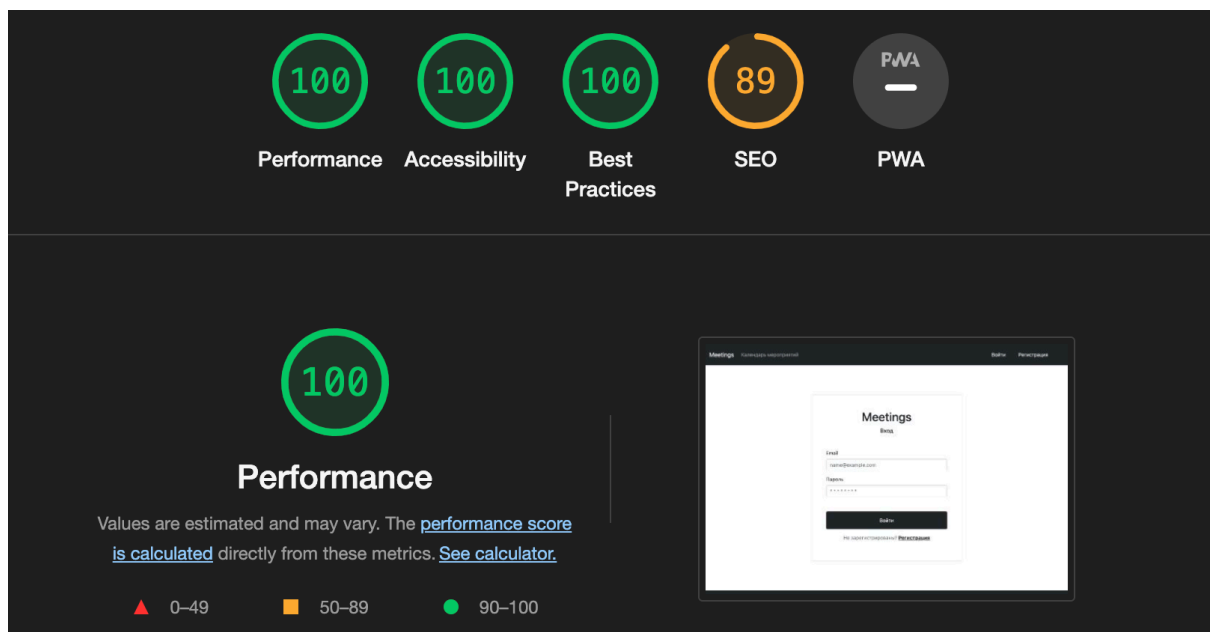 100
100
100
89
PWA
Performance
Accessibility
Best
Practices
SEO
PWA
100
Performance
Values are estimated and may vary. The performance score
is calculated directly from these metrics. See calculator.
0–49
50–89
90–100
Meetings
Календарь мероприятий
Войти
Регистрация
Meetings
Вход
Email
name@example.com
Пароль
Войти
Не зарегистрированы? Регистрация